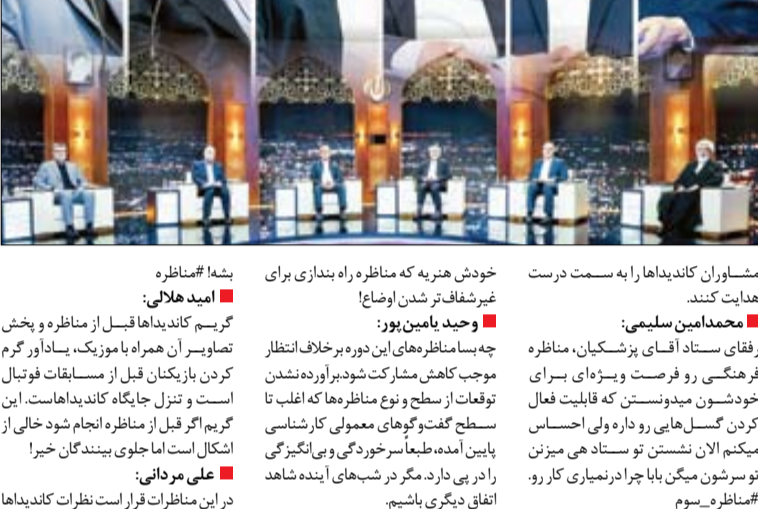 مشاوران کاندیداها را به سمت درست
هدایت کنند.
محمدامین سلیمی:
رفقای ستاد آقای پزشکیان، مناظره
فرهنگی رو فرصت ویژه‌ای برای
خودشون میدونستن که قابلیت فعال
کردن گسل‌هایی رو داره ولی احساس
میکنم الان نشستن تو ستاد هی میزنن
تو سرشون میگن بابا چرا درنمیاری کار رو.
#مناظره_سوم
خودش هنریه که مناظره راه بندازی برای
غیرشفاف‌تر شدن اوضاع!
وحید یامین‌پور:
چه بسا مناظره‌های این دوره برخلاف انتظار
موجب کاهش مشارکت شود.برآورده نشدن
توقعات از سطح و نوع مناظره‌ها که اغلب تا
سطح گفت‌وگوهای معمولی کارشناسی
پایین آمده، طبعاً سرخوردگی و بی‌انگیزگی
را در پی دارد. مگر در شب‌های آینده شاهد
اتفاق دیگری باشیم.
بشه! #مناظره
امید هلالی:
گریم کاندیداها قبل از مناظره و پخش
تصاویر آن همراه با موزیک، یادآور گرم
کردن بازیکنان قبل از مسابقات فوتبال
است و تنزل جایگاه کاندیداهاست. این
گریم اگر قبل از مناظره انجام شود خالی از
اشکال است اما جلوی بینندگان خیر!
علی مردانی:
در این مناظرات قرار است نظرات کاندیداها